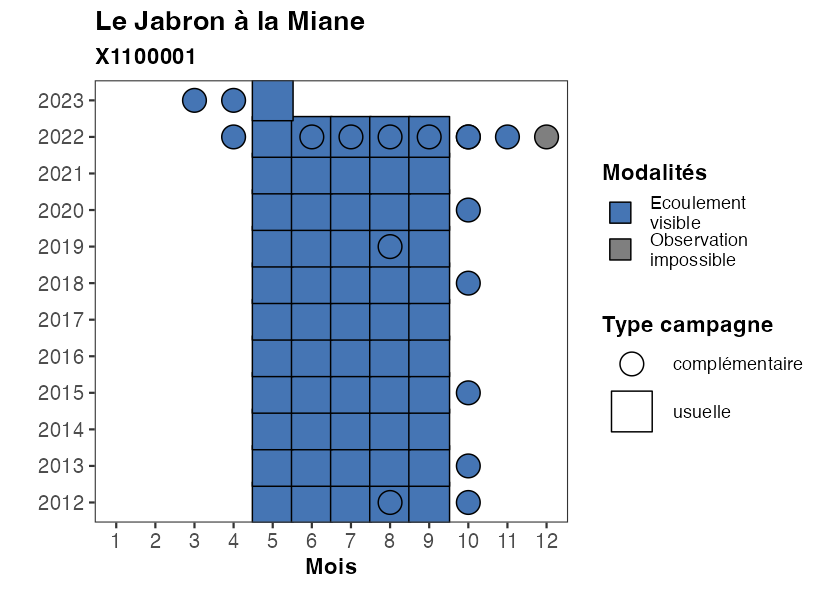 Le Jabron à la Miane
X1100001
2023
2022
2021
2020
2019
2018
2017
2016
2015
2014
2013
2012
1 2 3 4 5 6 7 8 9 10 11 12
Mois
Modalités
Ecoulement
visible
Observation
impossible
Type campagne
complémentaire
usuelle